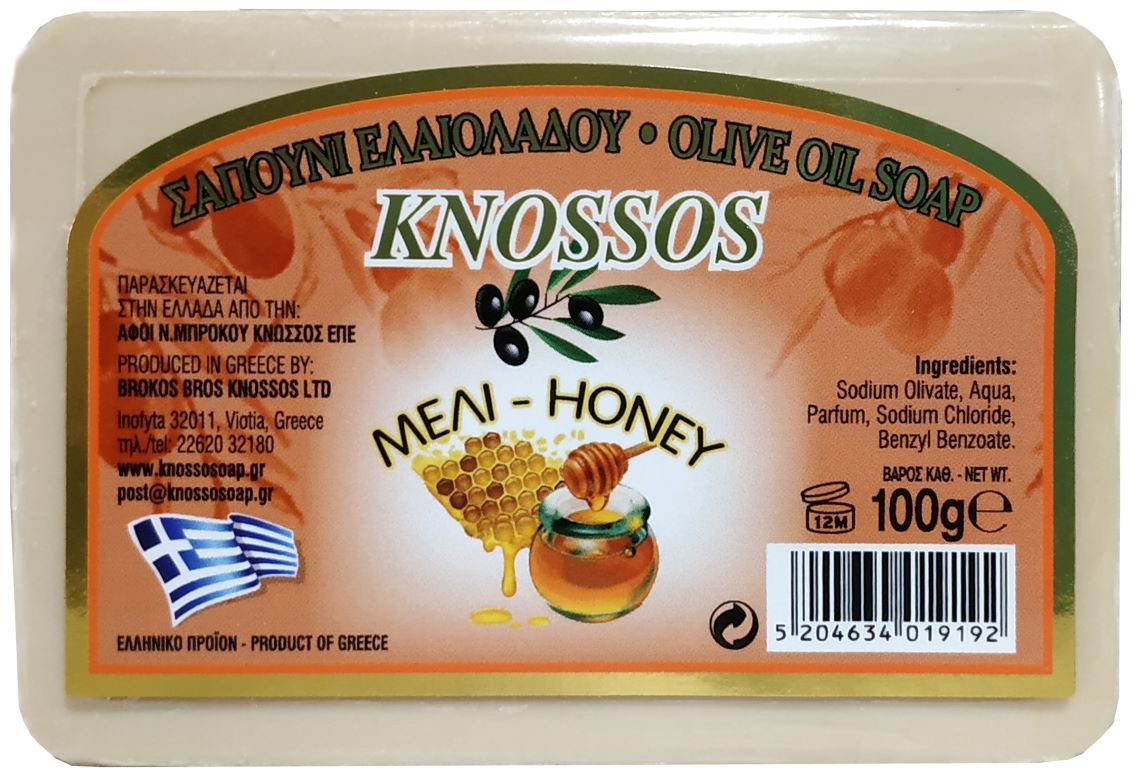 ΣΑΠΟΥΝΙ ΕΛΑΙΟΛΑΔΟΥ • OLIVE OIL SOAP
KNOSSOS
ΠΑΡΑΣΚΕΥΑΖΕΤΑΙ
ΣΤΗΝ ΕΛΛΑΔΑ ΑΠΟ ΤΗΝ:
ΑΦΟΙ Ν.ΜΠΡΟΚΟΥ ΚΝΩΣΣΟΣ ΕΠΕ
PRODUCED IN GREECE BY:
BROKOS BROS KNOSSOS LTD
Inofyta 32011, Viotia, Greece
τηλ./tel: 22620 32180
www.knossosoap.gr
post@knossosoap.gr
ΕΛΛΗΝΙΚΟ ΠΡΟΪΟΝ - PRODUCT OF GREECE
ΜΕΛΙ - HONEY
Ingredients:
Sodium Olivate, Aqua,
Parfum, Sodium Chloride,
Benzyl Benzoate.
ΒΑΡΟΣ ΚΑΘ. - NET WT.
12M
100g℮
5 204634 019192